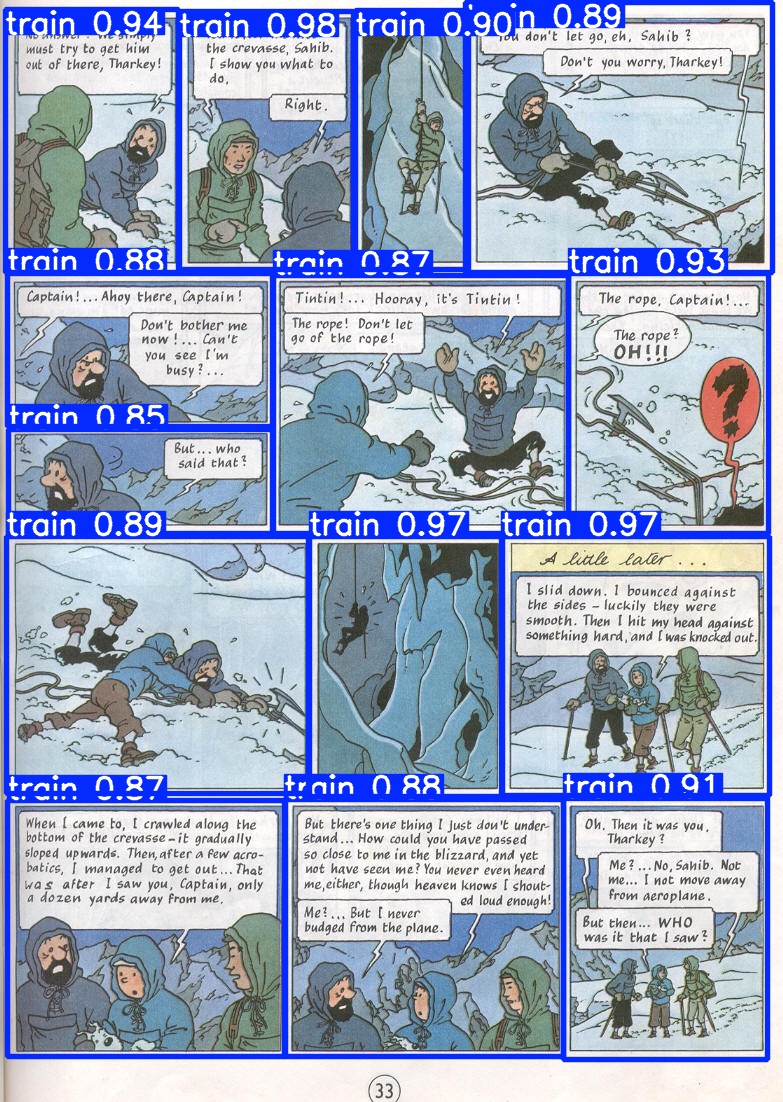 train 0.94
must try to get him
out of there, Tharkey!
train 0.98
the crevasse, Sahib.
I show you what to
do.
Right.
train 0.90
train 0.89
You don't let go, eh, Sahib?
Don't you worry, Tharkey!
train 0.88
Captain!... Ahoy there, Captain!
Don't bother me
now!... Can't
you see I'm
busy?...
train 0.85
But... who
said that?
train 0.87
Tintin!... Hooray, it's Tintin!
The rope! Don't let
go of the rope!
train 0.93
The rope, Captain!...
The rope?
OH!!!
?
train 0.89
train 0.97
train 0.97
A little later...
I slid down. I bounced against
the sides – luckily they were
smooth. Then I hit my head against
something hard, and I was knocked out.
train 0.87
When I came to, I crawled along the
bottom of the crevasse – it gradually
sloped upwards. Then, after a few acro-
batics, I managed to get out... That
was after I saw you, Captain, only
a dozen yards away from me.
train 0.88
But there's one thing I just don't under-
stand... How could you have passed
so close to me in the blizzard, and yet
not have seen me? You never even heard
me, either, though heaven knows I shout-
ed loud enough!
Me?... But I never
budged from the plane.
train 0.91
Oh. Then it was you,
Tharkey?
Me?... No, Sahib. Not
me... I not move away
from aeroplane.
But then... WHO
was it that I saw?
33